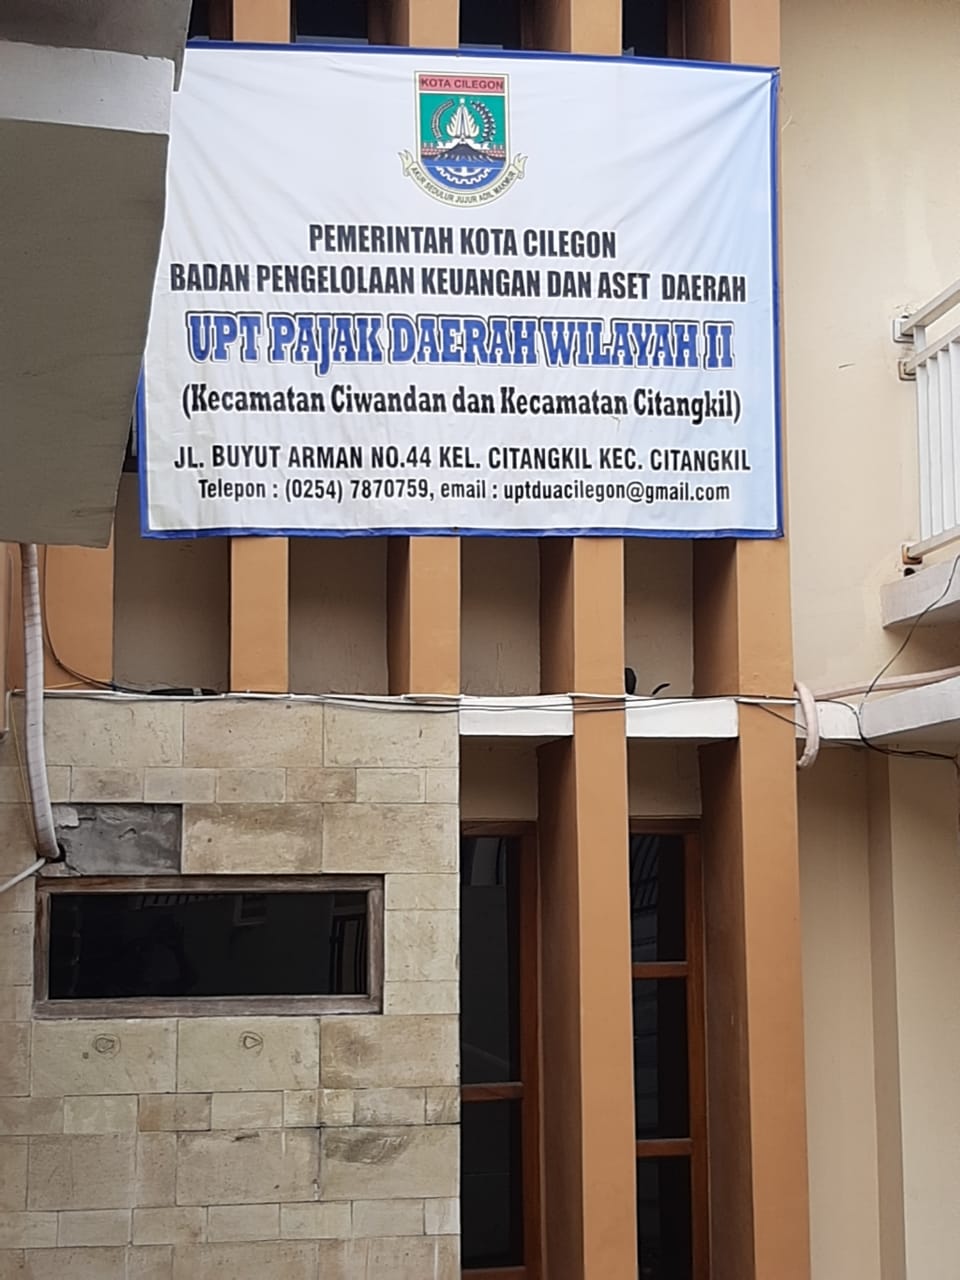 KOTA CILEGON
AKUR SEDULUR JUJUR ADIL MAKMUR
PEMERINTAH KOTA CILEGON
BADAN PENGELOLAAN KEUANGAN DAN ASET DAERAH
UPT PAJAK DAERAH WILAYAH II
(Kecamatan Ciwandan dan Kecamatan Citangkil)
JL. BUYUT ARMAN NO.44 KEL. CITANGKIL KEC. CITANGKIL
Telepon : (0254) 7870759, email : uptduacilegon@gmail.com